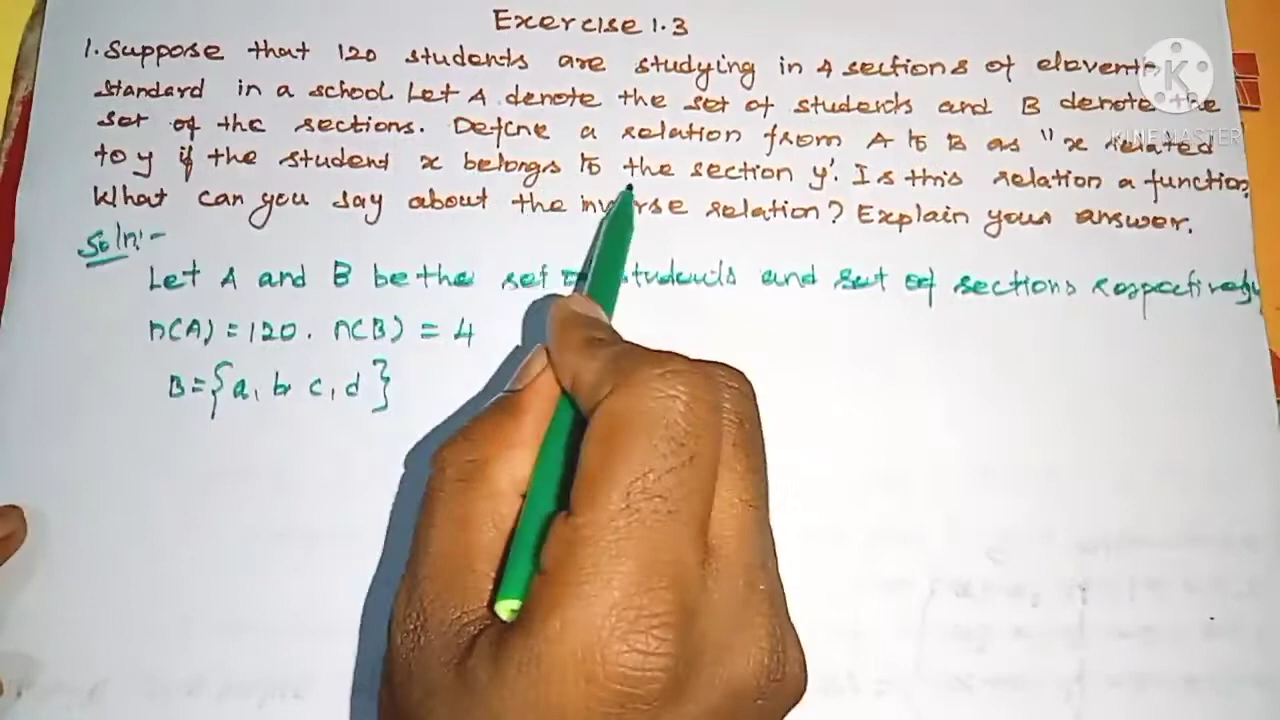 Exercise 1.3
1. Suppose that 120 students are studying in 4 sections of eleventh
standard in a school. Let A denote the set of students and B denote the
set of the sections. Define a relation from A to B as "x related
to y if the student x belongs to the section y". Is this relation a function
What can you say about the inverse relation? Explain your answer.
Soln:-
Let A and B be the set students and set of sections respectively
n(A) = 120. n(B) = 4
B = {a, b c, d}
K
KINEMASTER